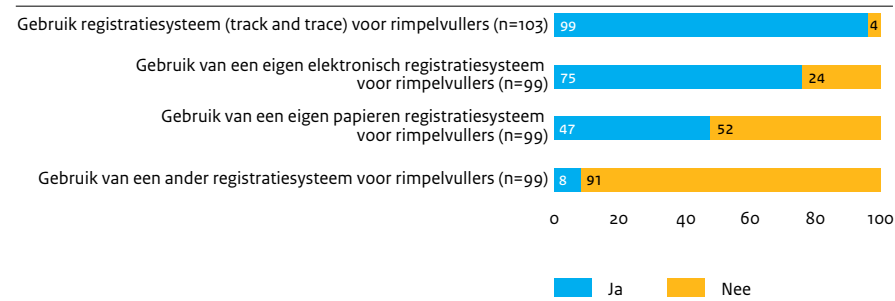 Gebruik registratiesysteem (track and trace) voor rimpelvullers (n=103) 99 4
Gebruik van een eigen elektronisch registratiesysteem
voor rimpelvullers (n=99) 75 24
Gebruik van een eigen papieren registratiesysteem
voor rimpelvullers (n=99) 47 52
Gebruik van een ander registratiesysteem voor rimpelvullers (n=99) 8 91
0 20 40 60 80 100
Ja Nee